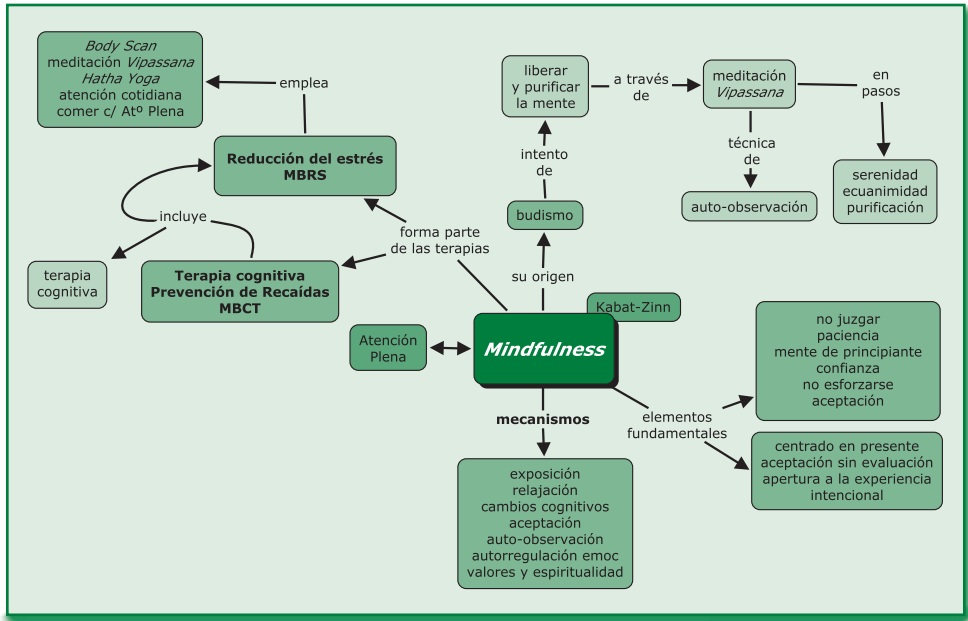 Body Scan
meditación Vipassana
Hatha Yoga
atención cotidiana
comer c/ Atº Plena
emplea
Reducción del estrés
MBRS
incluye
terapia
cognitiva
Terapia cognitiva
Prevención de Recaídas
MBCT
forma parte
de las terapias
liberar
y purificar
la mente
a través
de
meditación
Vipassana
en
pasos
técnica
de
auto-observación
serenidad
ecuanimidad
purificación
intento
de
budismo
su origen
Kabat-Zinn
Atención
Plena
Mindfulness
mecanismos
exposición
relajación
cambios cognitivos
aceptación
auto-observación
autorregulación emoc
valores y espiritualidad
elementos
fundamentales
no juzgar
paciencia
mente de principiante
confianza
no esforzarse
aceptación
centrado en presente
aceptación sin evaluación
apertura a la experiencia
intencional